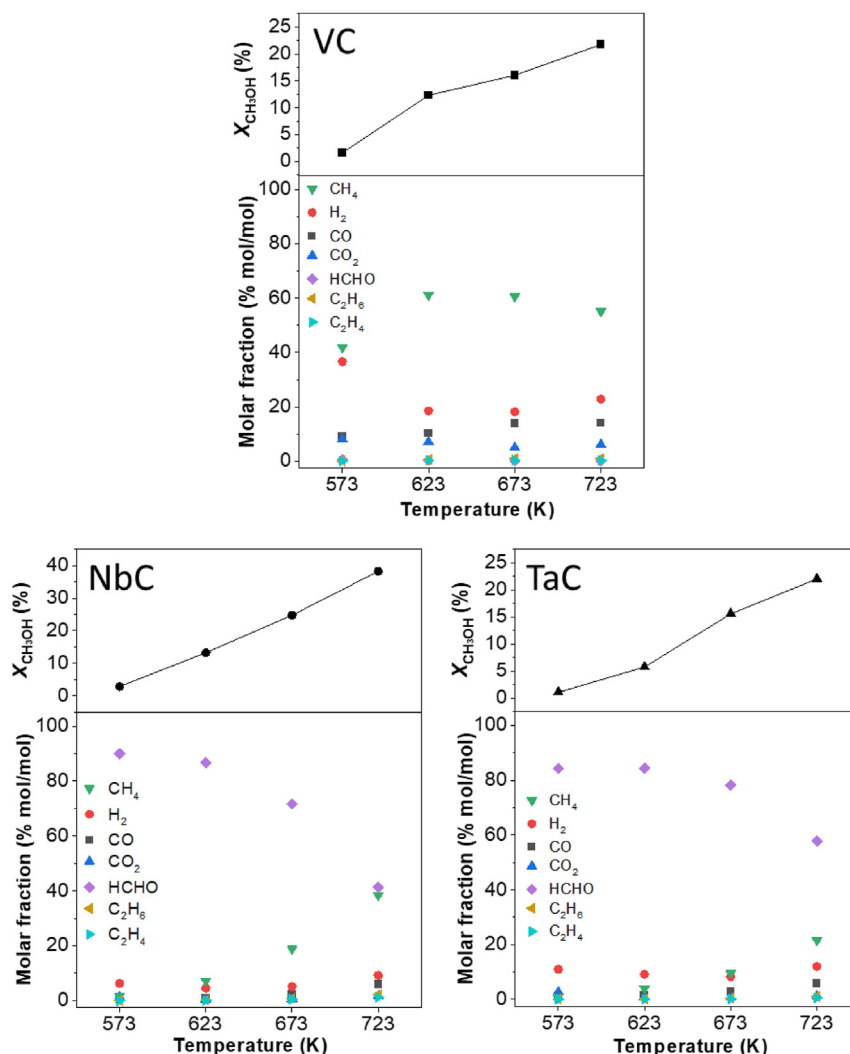 VC
X_CH₃OH (%)
25
20
15
10
5
0
Molar fraction (% mol/mol)
100
80
60
40
20
0
CH₄
H₂
CO
CO₂
HCHO
C₂H₆
C₂H₄
573 623 673 723
Temperature (K)
NbC
X_CH₃OH (%)
40
30
20
10
0
Molar fraction (% mol/mol)
100
80
60
40
20
0
CH₄
H₂
CO
CO₂
HCHO
C₂H₆
C₂H₄
573 623 673 723
Temperature (K)
TaC
X_CH₃OH (%)
25
20
15
10
5
0
Molar fraction (% mol/mol)
100
80
60
40
20
0
CH₄
H₂
CO
CO₂
HCHO
C₂H₆
C₂H₄
573 623 673 723
Temperature (K)